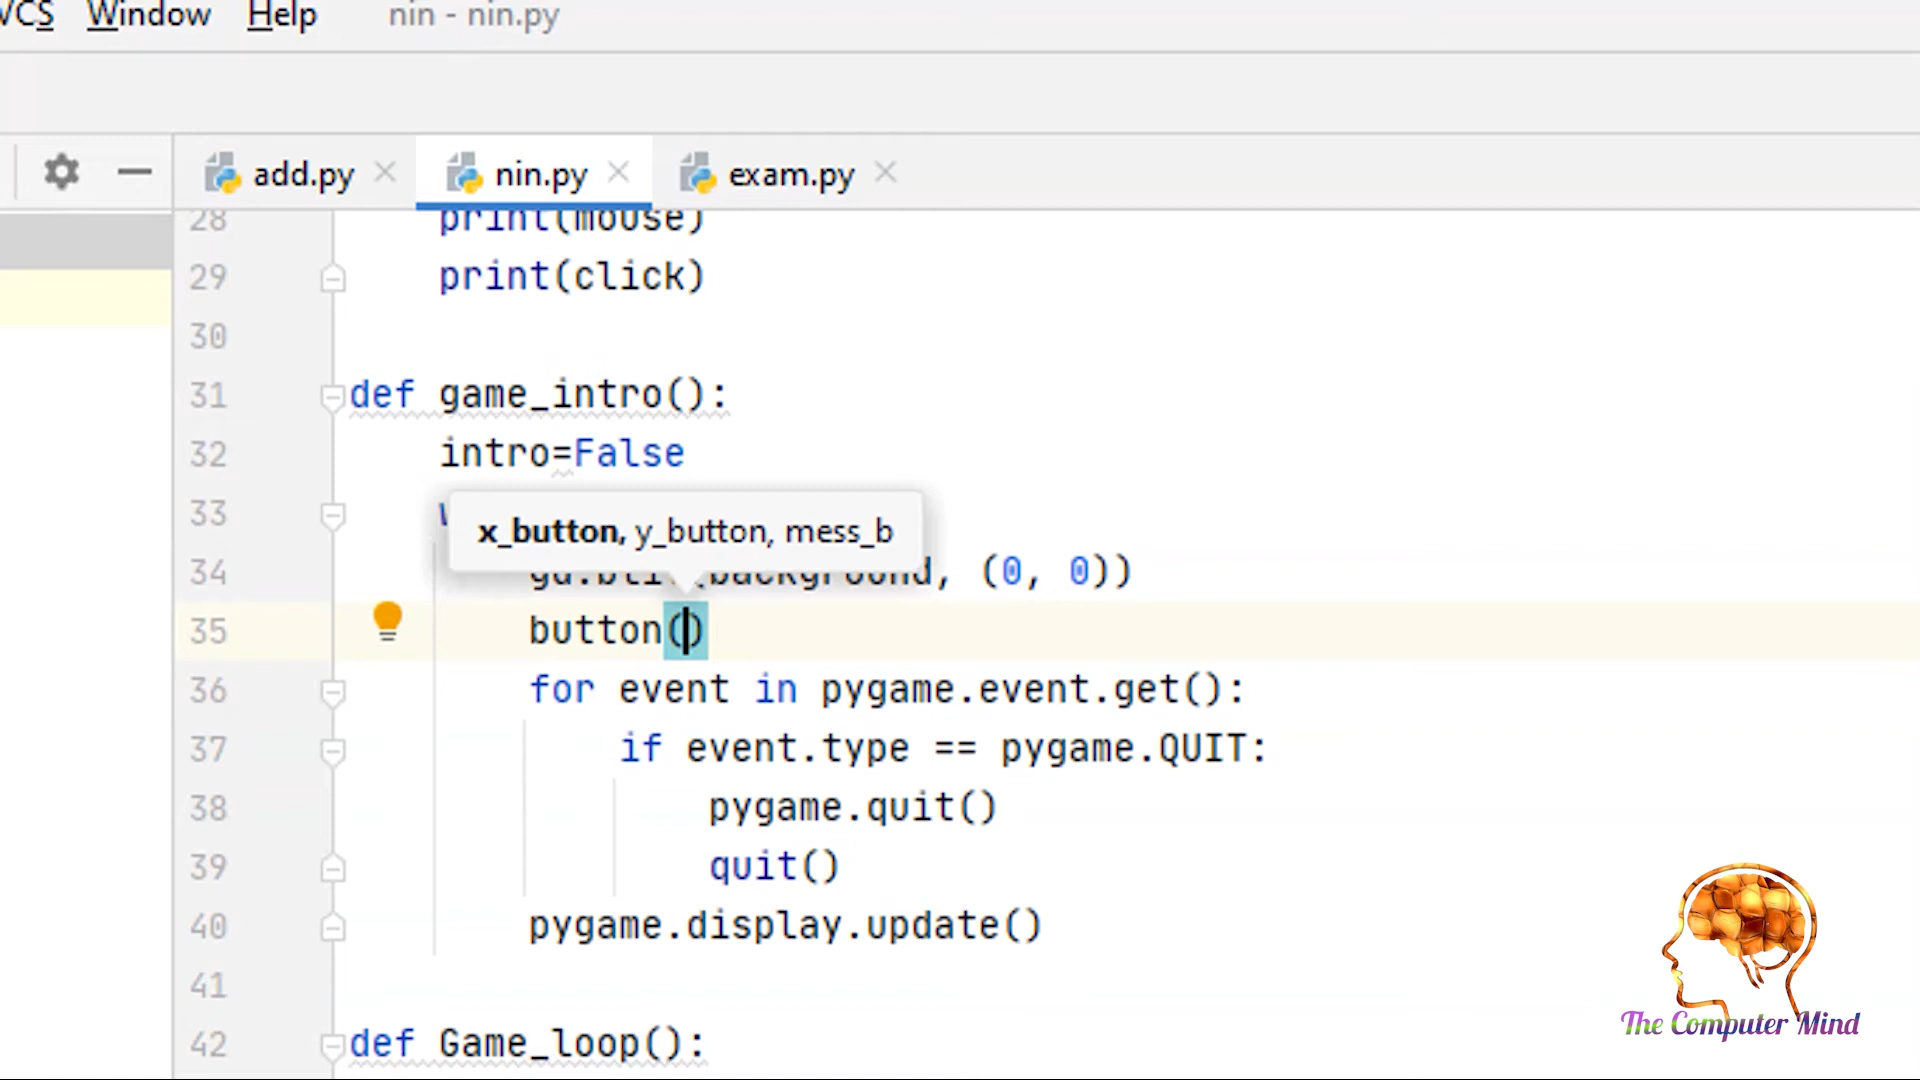 VCS Window Help nin - nin.py
add.py nin.py exam.py
28 print(mouse)
29 print(click)
30
31 def game_intro():
32 intro=False
33
x_button, y_button, mess_b
34 gd.blit(background, (0, 0))
35 button()
36 for event in pygame.event.get():
37 if event.type == pygame.QUIT:
38 pygame.quit()
39 quit()
40 pygame.display.update()
41
42 def Game_loop():
The Computer Mind